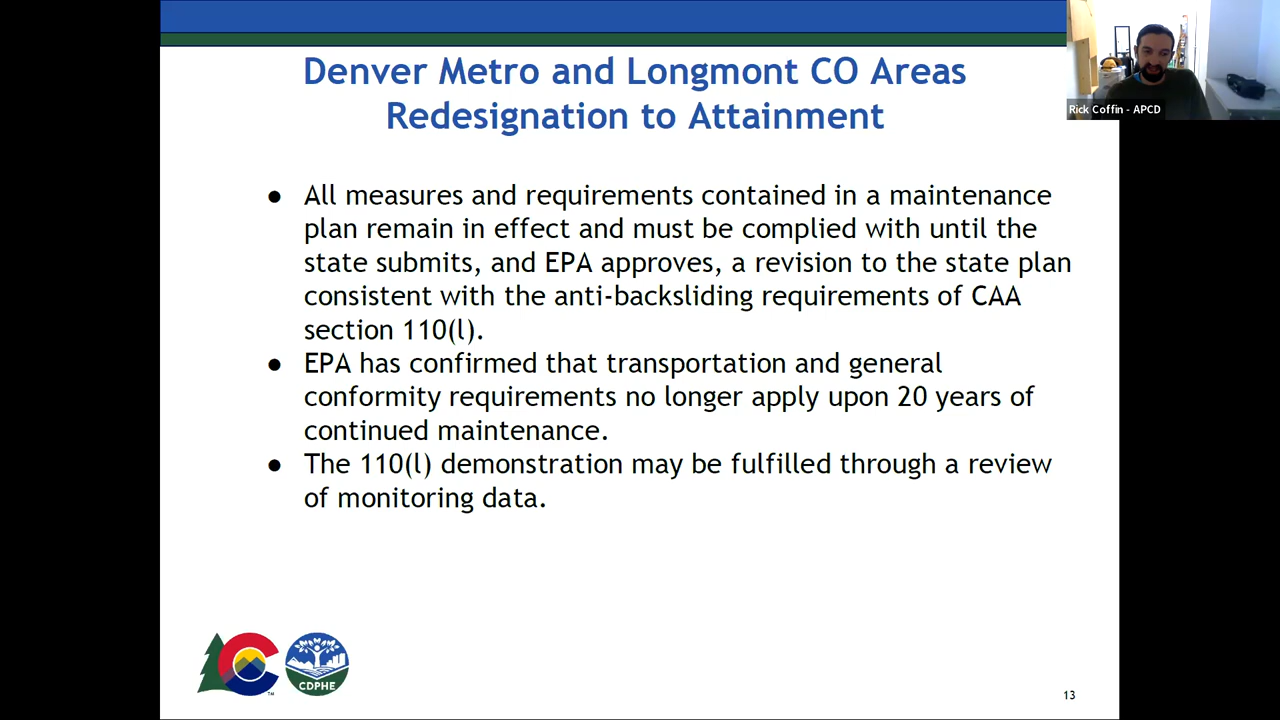 Denver Metro and Longmont CO Areas
Redesignation to Attainment
Rick Coffin - APCD
● All measures and requirements contained in a maintenance
plan remain in effect and must be complied with until the
state submits, and EPA approves, a revision to the state plan
consistent with the anti-backsliding requirements of CAA
section 110(l).
● EPA has confirmed that transportation and general
conformity requirements no longer apply upon 20 years of
continued maintenance.
● The 110(l) demonstration may be fulfilled through a review
of monitoring data.
C
TM
CDPHE
13